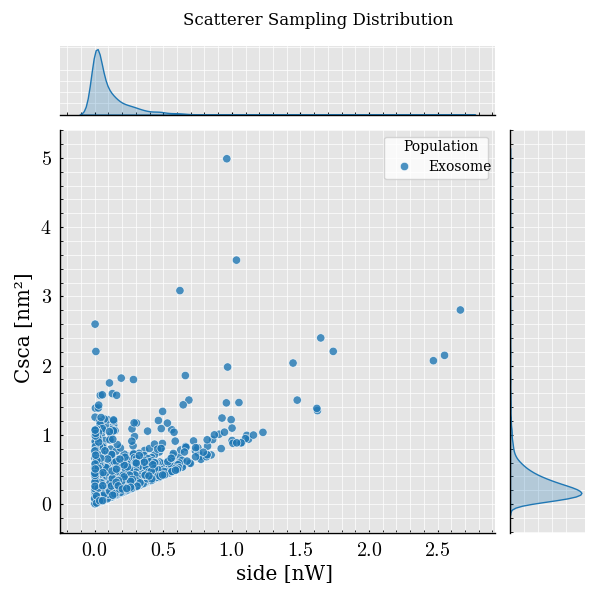 Scatterer Sampling Distribution
Population
Exosome
5
4
3
2
1
0
Csca [nm²]
0.0 0.5 1.0 1.5 2.0 2.5
side [nW]